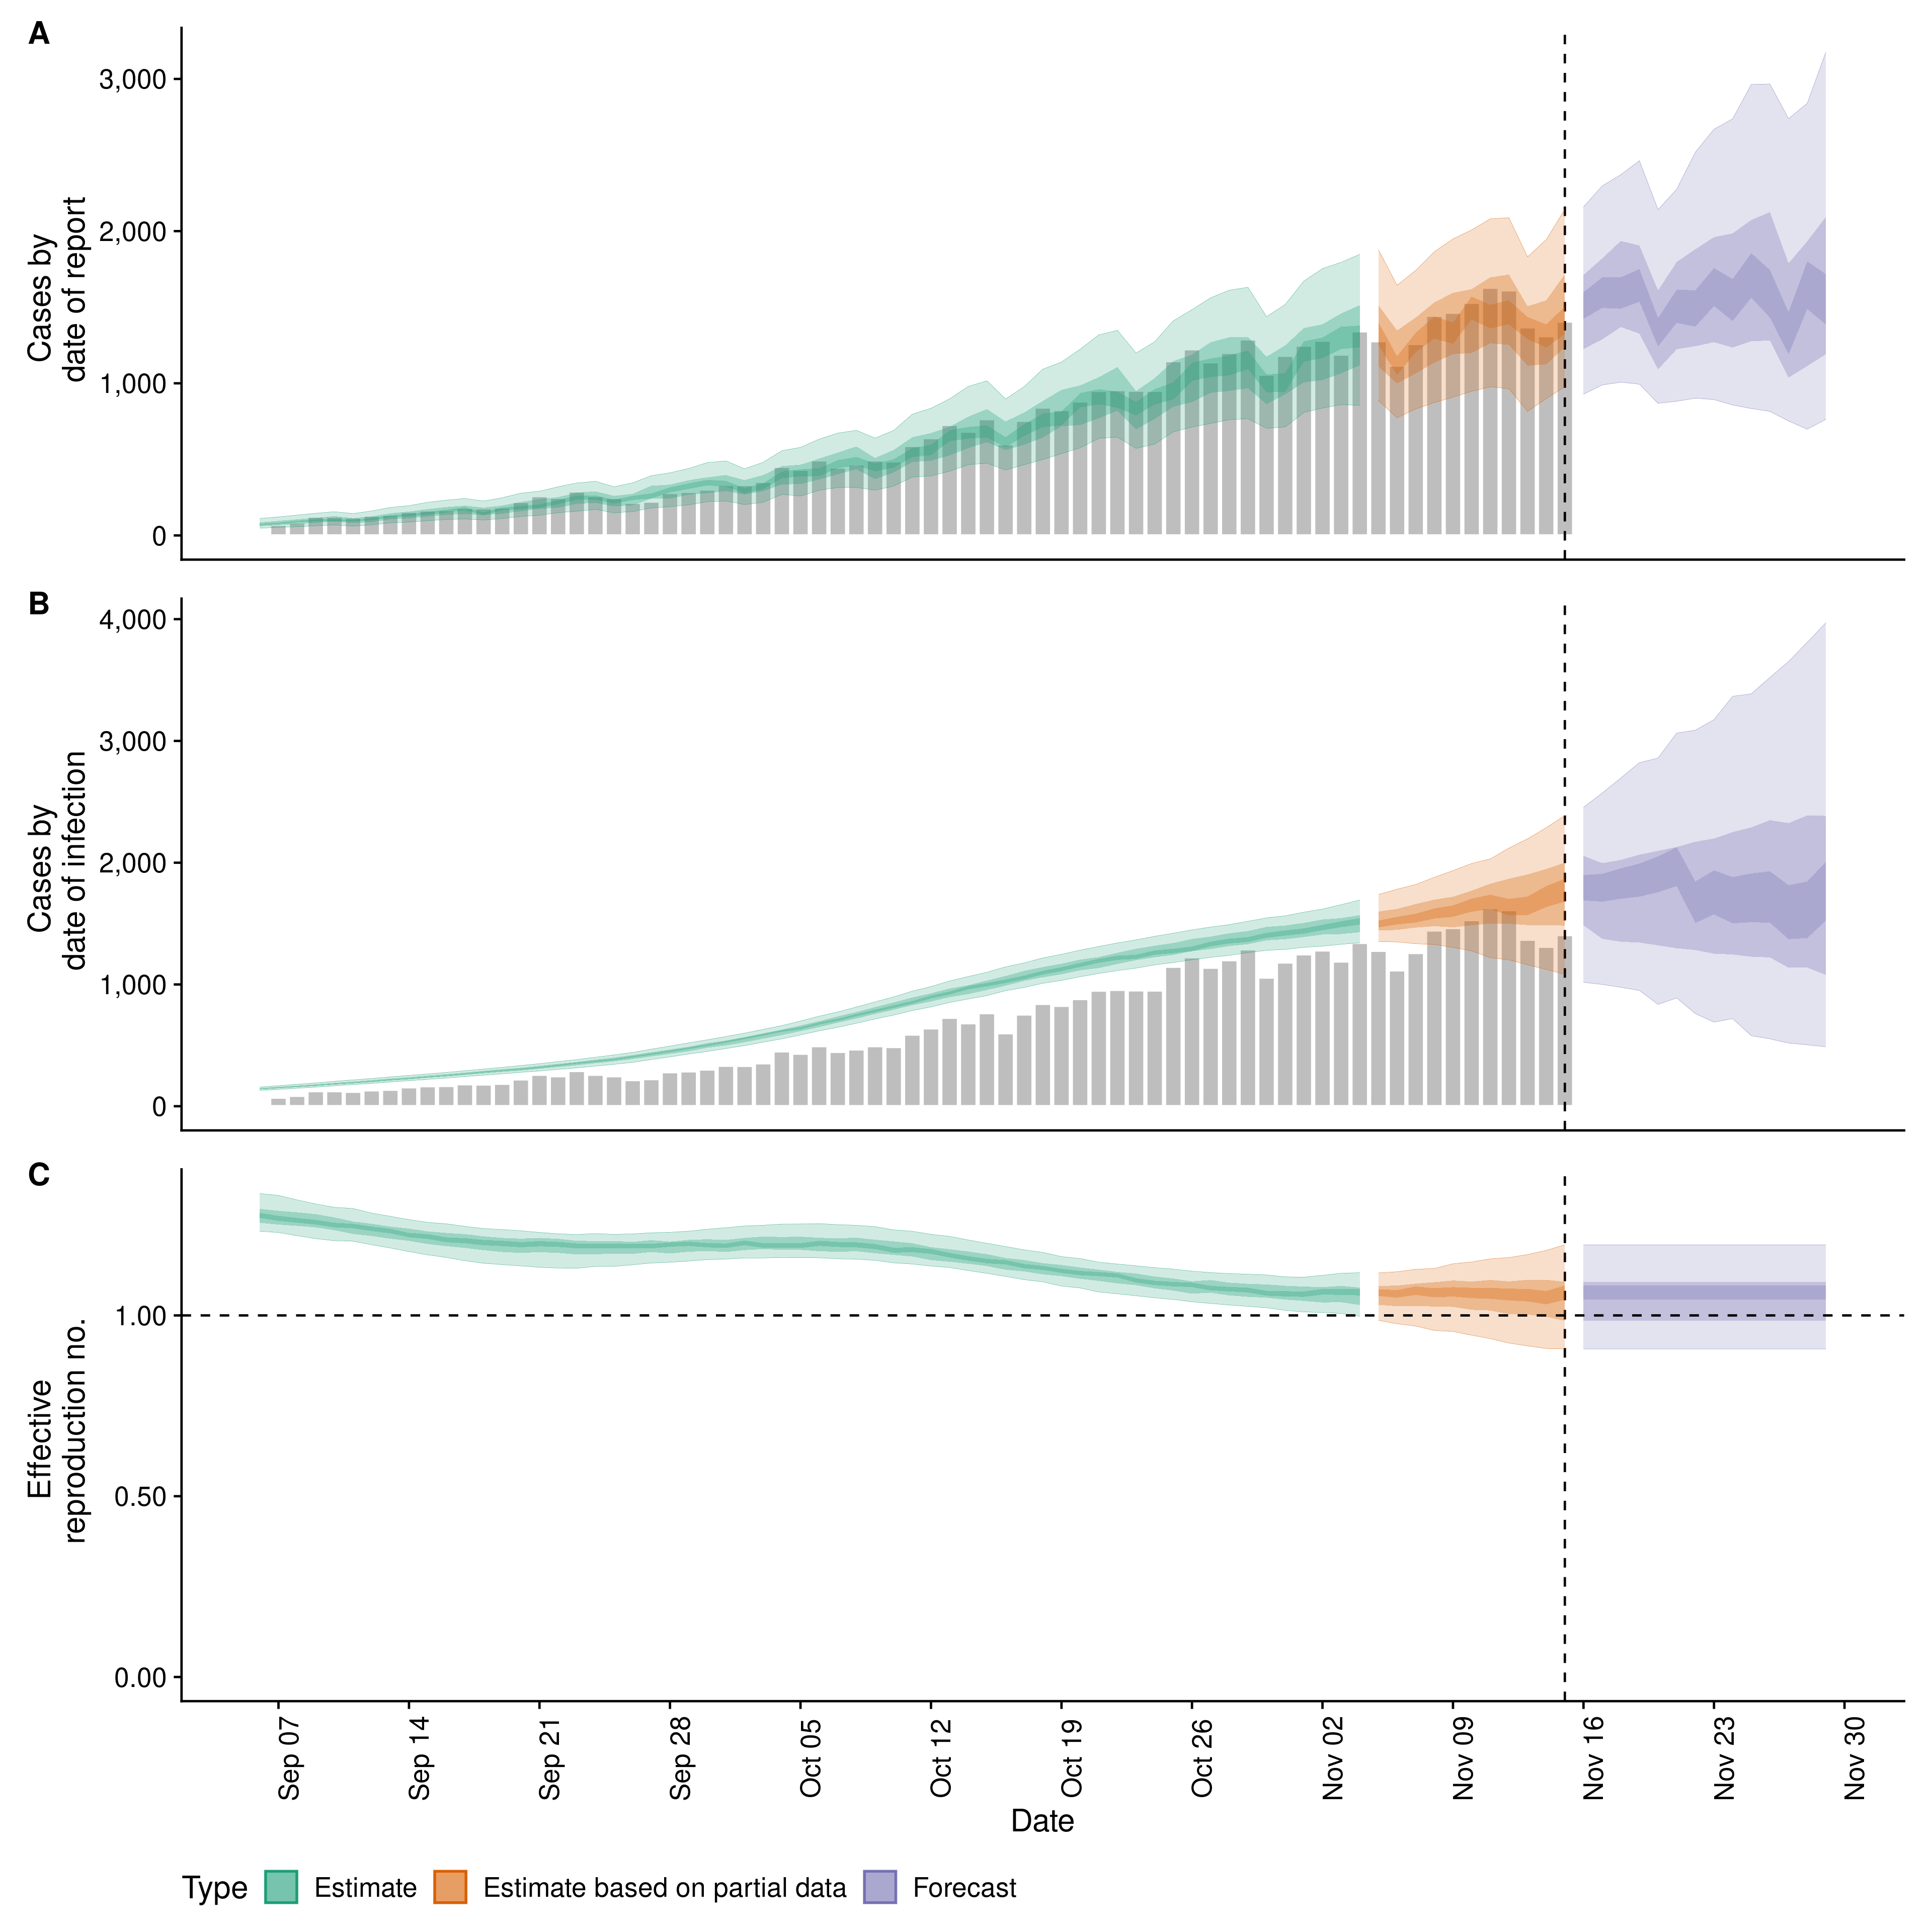 A
3,000
2,000
1,000
0
Cases by
date of report
B
4,000
3,000
2,000
1,000
0
Cases by
date of infection
C
1.00
0.50
0.00
Effective
reproduction no.
Sep 07
Sep 14
Sep 21
Sep 28
Oct 05
Oct 12
Oct 19
Oct 26
Nov 02
Nov 09
Nov 16
Nov 23
Nov 30
Date
Type Estimate Estimate based on partial data Forecast